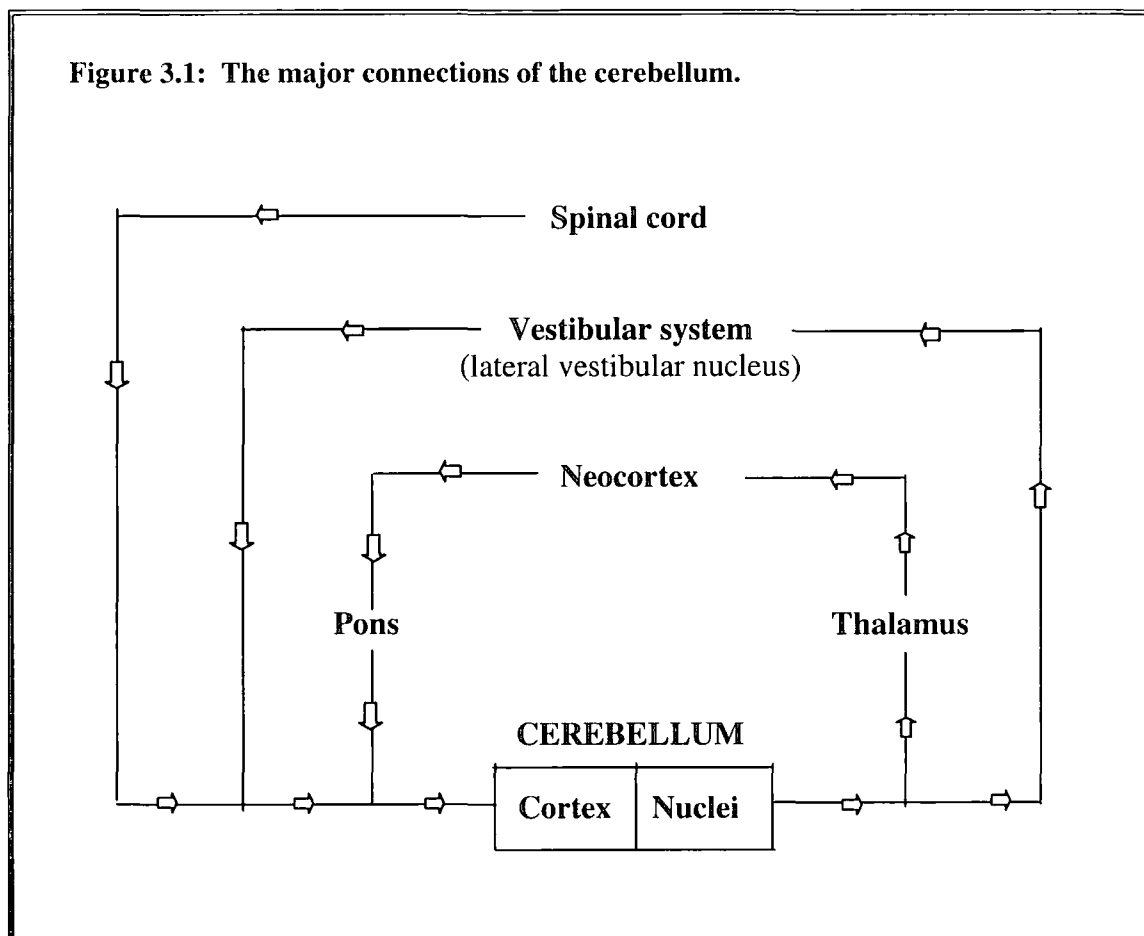 Figure 3.1: The major connections of the cerebellum.
Spinal cord
Vestibular system
(lateral vestibular nucleus)
Neocortex
Pons
Thalamus
CEREBELLUM
Cortex
Nuclei